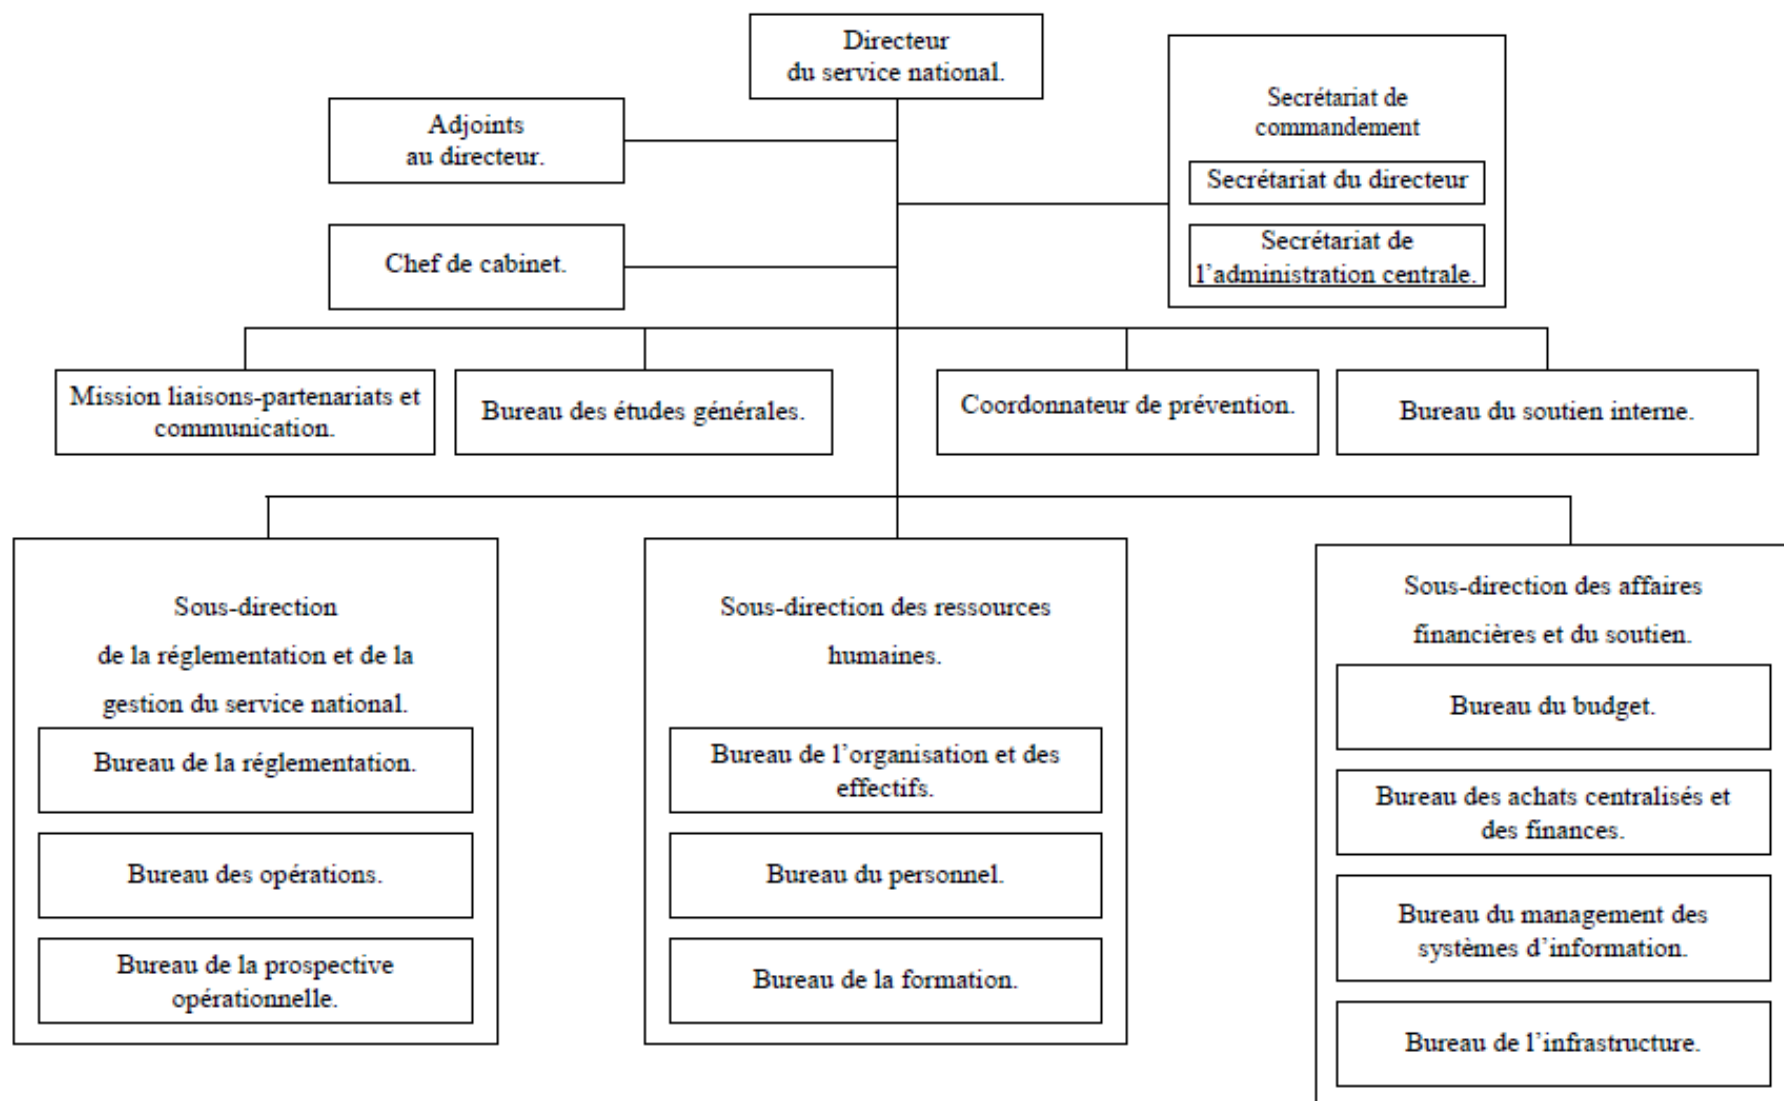 Directeur
du service national.
Adjoints
au directeur.
Secrétariat de
commandement
Secrétariat du directeur
Secrétariat de
l’administration centrale.
Chef de cabinet.
Mission liaisons-partenariats et
communication.
Bureau des études générales.
Coordonnateur de prévention.
Bureau du soutien interne.
Sous-direction
de la réglementation et de la
gestion du service national.
Bureau de la réglementation.
Bureau des opérations.
Bureau de la prospective
opérationnelle.
Sous-direction des ressources
humaines.
Bureau de l’organisation et des
effectifs.
Bureau du personnel.
Bureau de la formation.
Sous-direction des affaires
financières et du soutien.
Bureau du budget.
Bureau des achats centralisés et
des finances.
Bureau du management des
systèmes d’information.
Bureau de l’infrastructure.